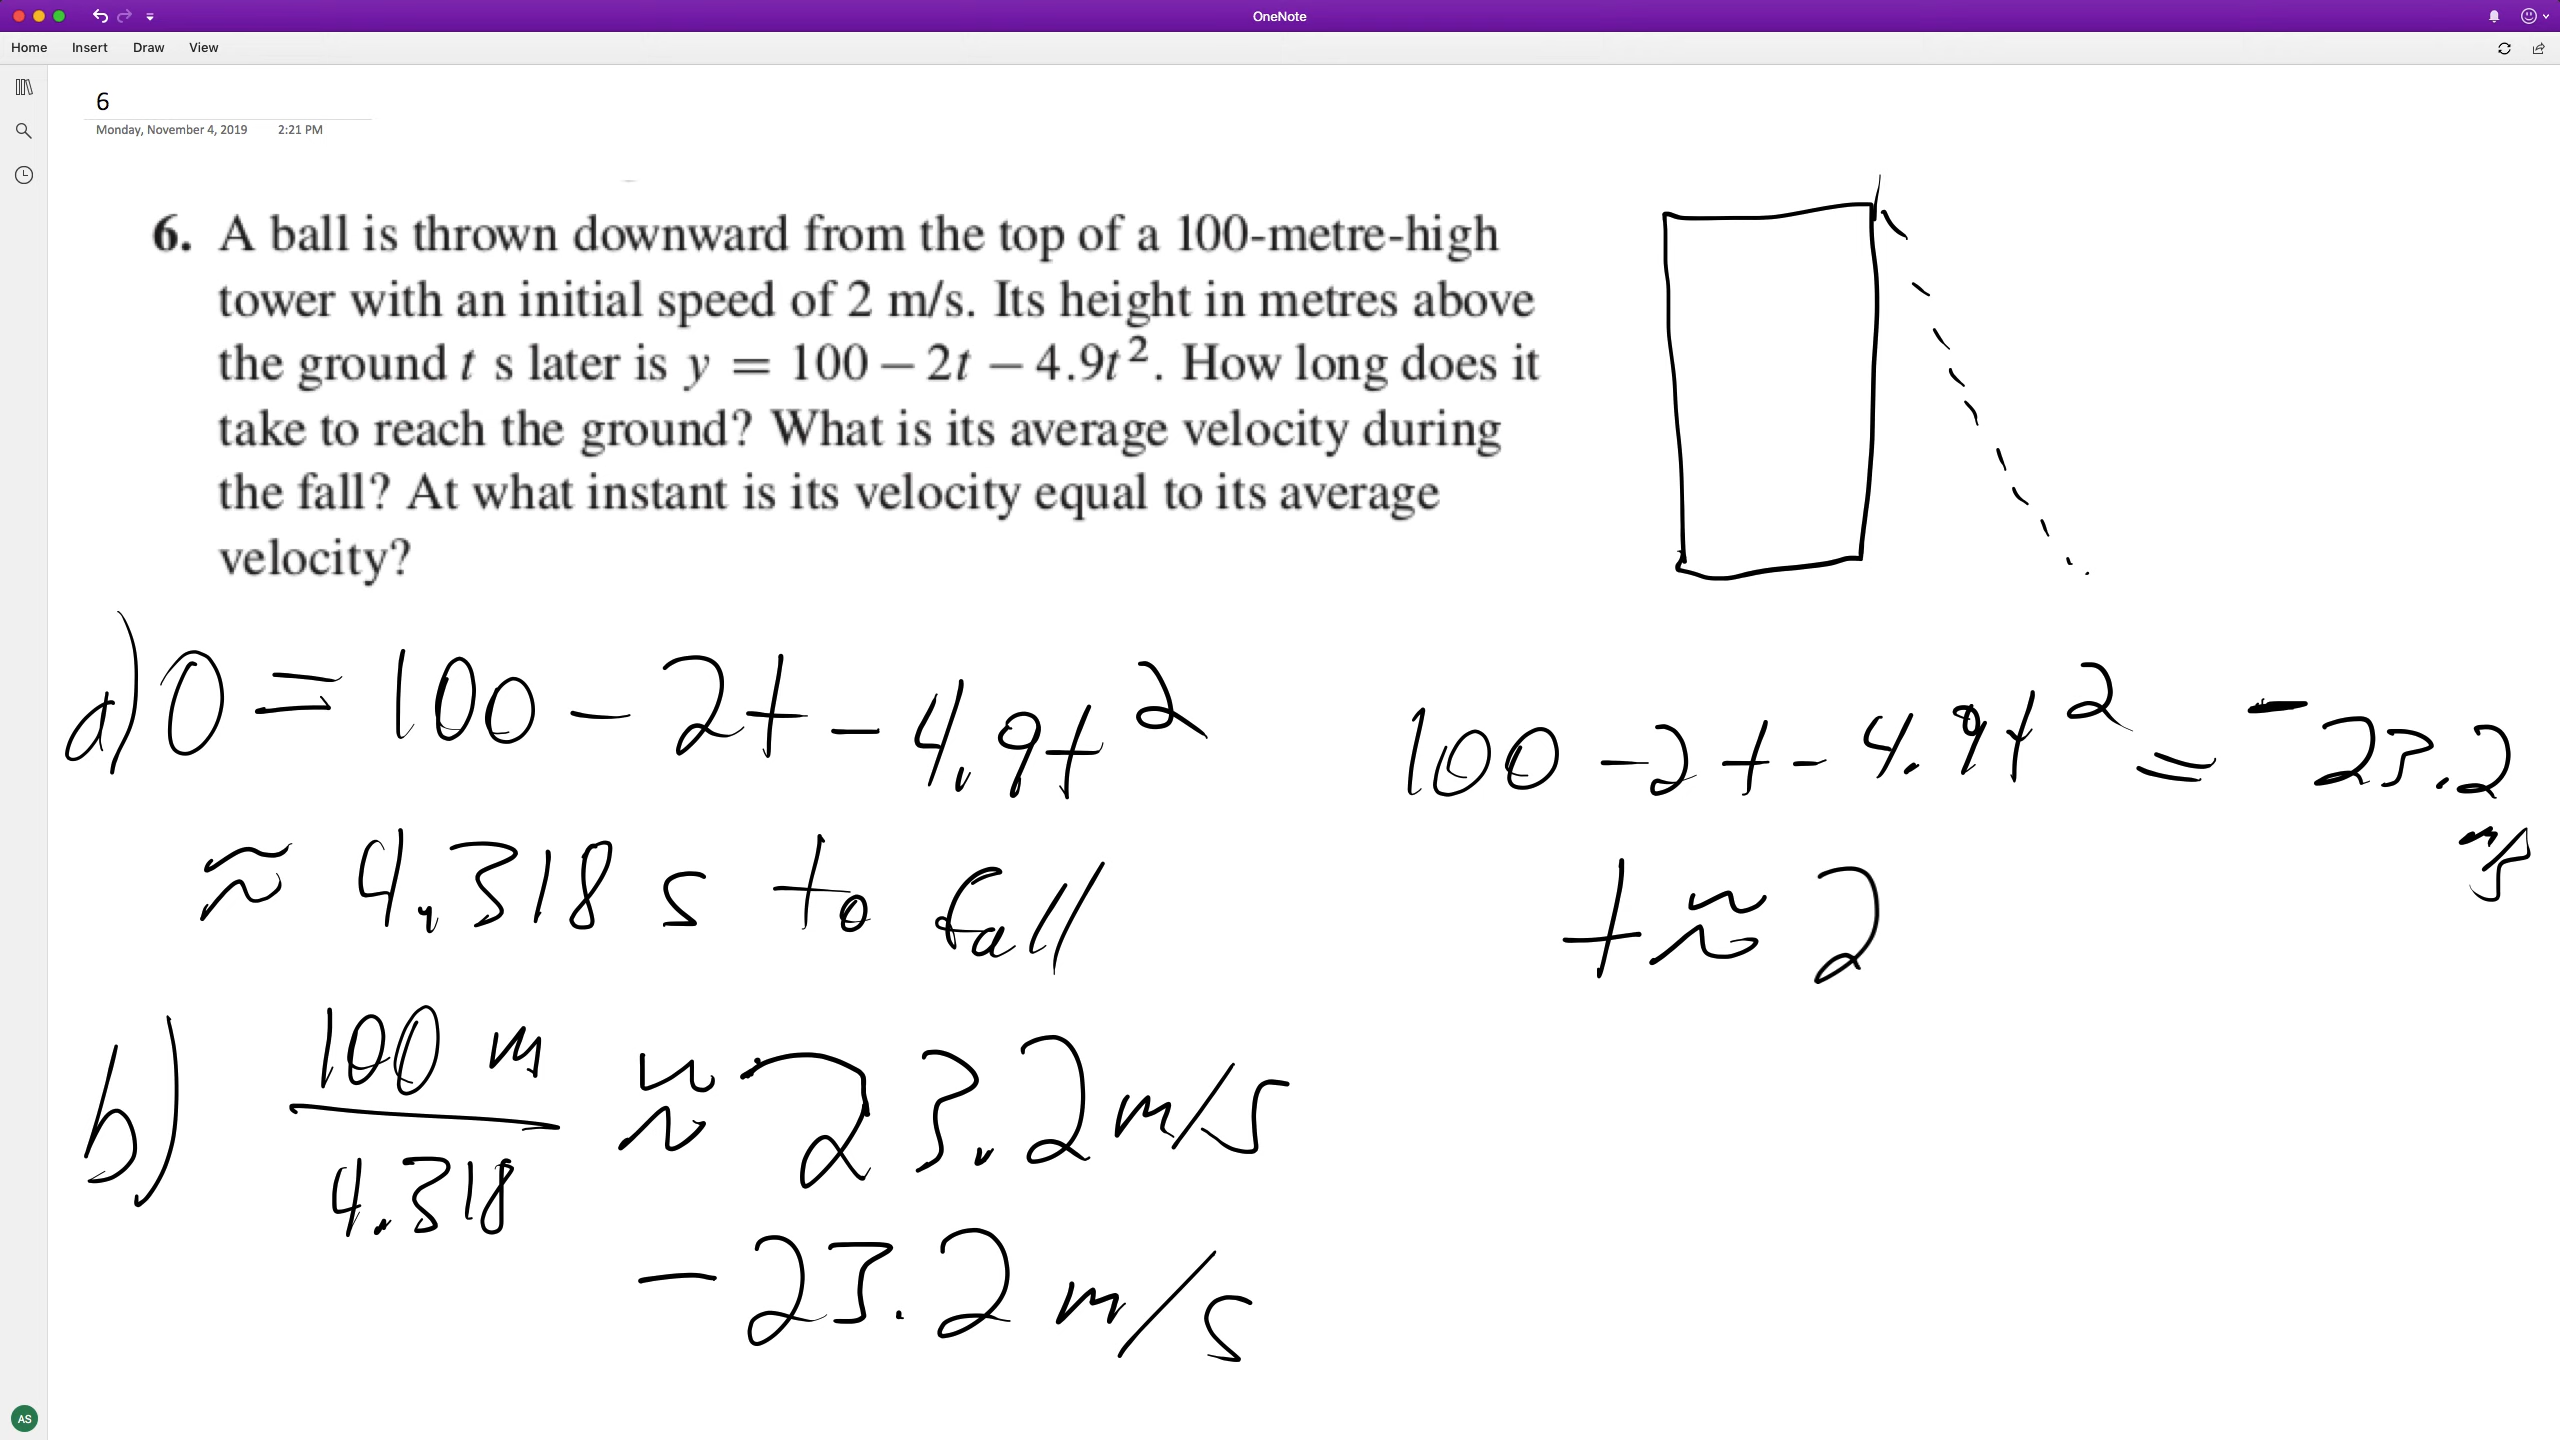 OneNote
Home Insert Draw View
6
Monday, November 4, 2019 2:21 PM
6. A ball is thrown downward from the top of a 100-metre-high
tower with an initial speed of 2 m/s. Its height in metres above
the ground t s later is y = 100 – 2t – 4.9t². How long does it
take to reach the ground? What is its average velocity during
the fall? At what instant is its velocity equal to its average
velocity?
a) 0 = 100 - 2t - 4.9t²
≈ 4.318 s to fall
b) 100 m
4.318
≈ 23.2 m/s
-23.2 m/s
100 - 2t - 4.9t² = -23.2
m/s
t ≈ 2
AS